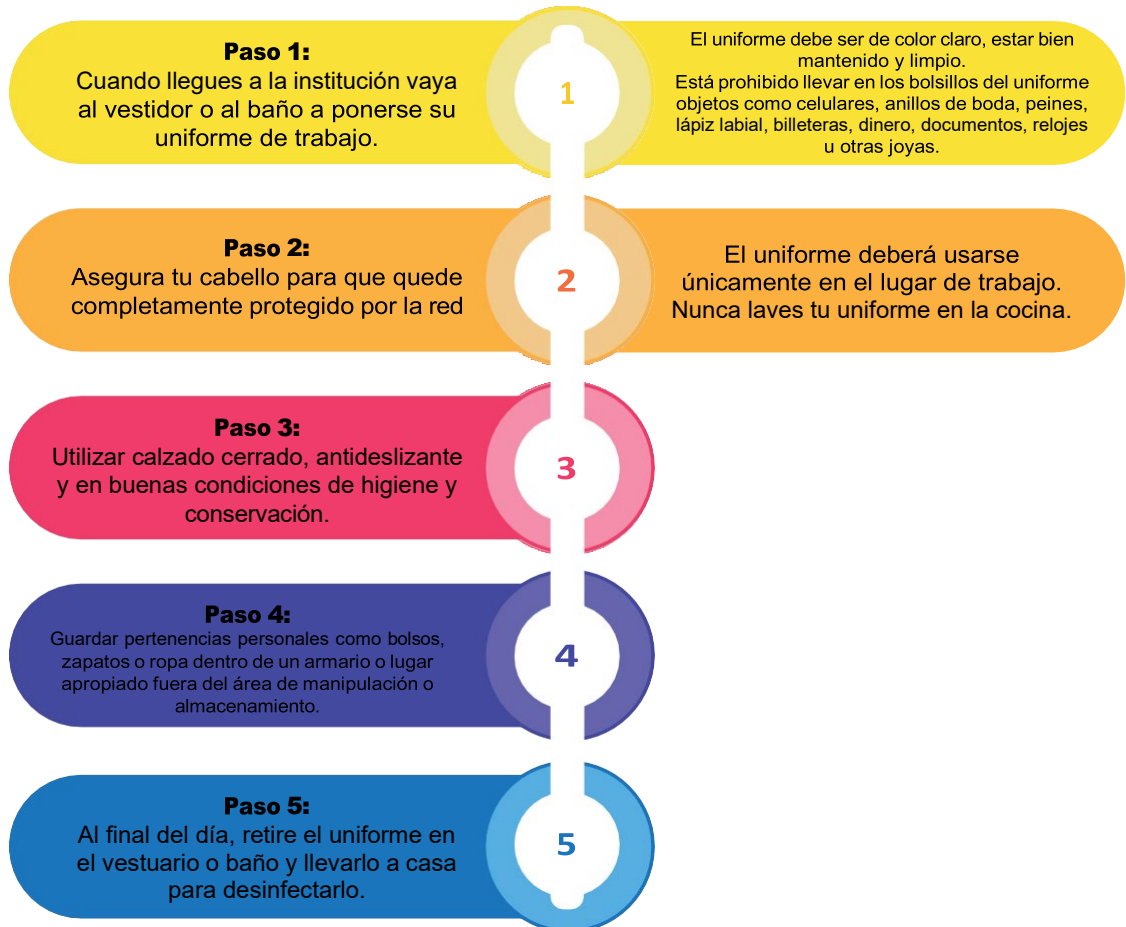 Paso 1:
Cuando llegues a la institución vaya
al vestidor o al baño a ponerse su
uniforme de trabajo.
1
El uniforme debe ser de color claro, estar bien
mantenido y limpio.
Está prohibido llevar en los bolsillos del uniforme
objetos como celulares, anillos de boda, peines,
lápiz labial, billeteras, dinero, documentos, relojes
u otras joyas.
Paso 2:
Asegura tu cabello para que quede
completamente protegido por la red
2
El uniforme deberá usarse
únicamente en el lugar de trabajo.
Nunca laves tu uniforme en la cocina.
Paso 3:
Utilizar calzado cerrado, antideslizante
y en buenas condiciones de higiene y
conservación.
3
Paso 4:
Guardar pertenencias personales como bolsos,
zapatos o ropa dentro de un armario o lugar
apropiado fuera del área de manipulación o
almacenamiento.
4
Paso 5:
Al final del día, retire el uniforme en
el vestuario o baño y llevarlo a casa
para desinfectarlo.
5